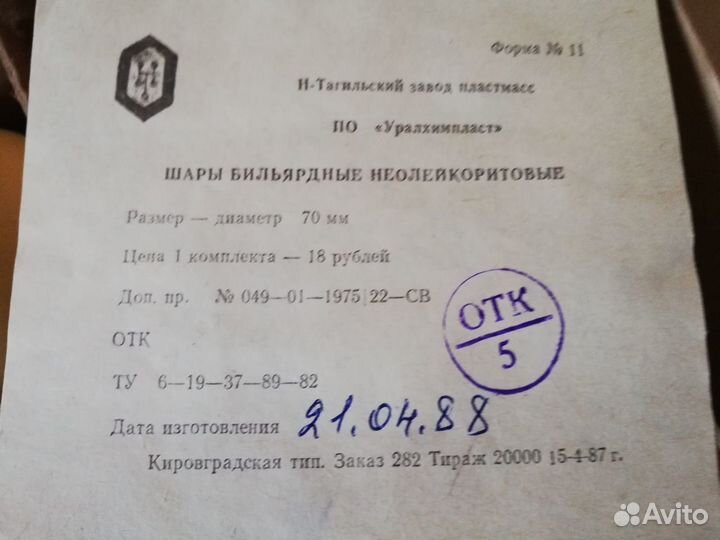 Форма № 11
Н-Тагильский завод пластмасс
ПО «Уралхимпласт»
ШАРЫ БИЛЬЯРДНЫЕ НЕОЛЕЙКОРИТОВЫЕ
Размер — диаметр 70 мм
Цена 1 комплекта — 18 рублей
Доп. пр. № 049—01—1975|22—СВ
ОТК
5
ОТК
ТУ 6—19—37—89—82
Дата изготовления 21.04.88
Кировградская тип. Заказ 282 Тираж 20000 15-4-87 г.
Avito